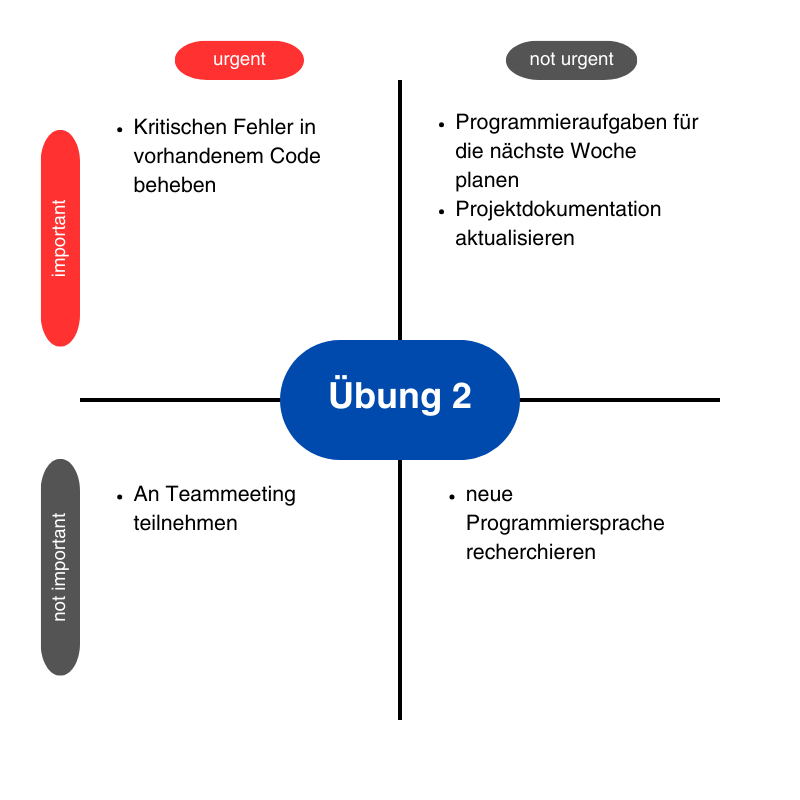 urgent
not urgent
important
• Kritischen Fehler in
vorhandenem Code
beheben
• Programmieraufgaben für
die nächste Woche
planen
• Projektdokumentation
aktualisieren
Übung 2
not important
• An Teammeeting
teilnehmen
• neue
Programmiersprache
recherchieren